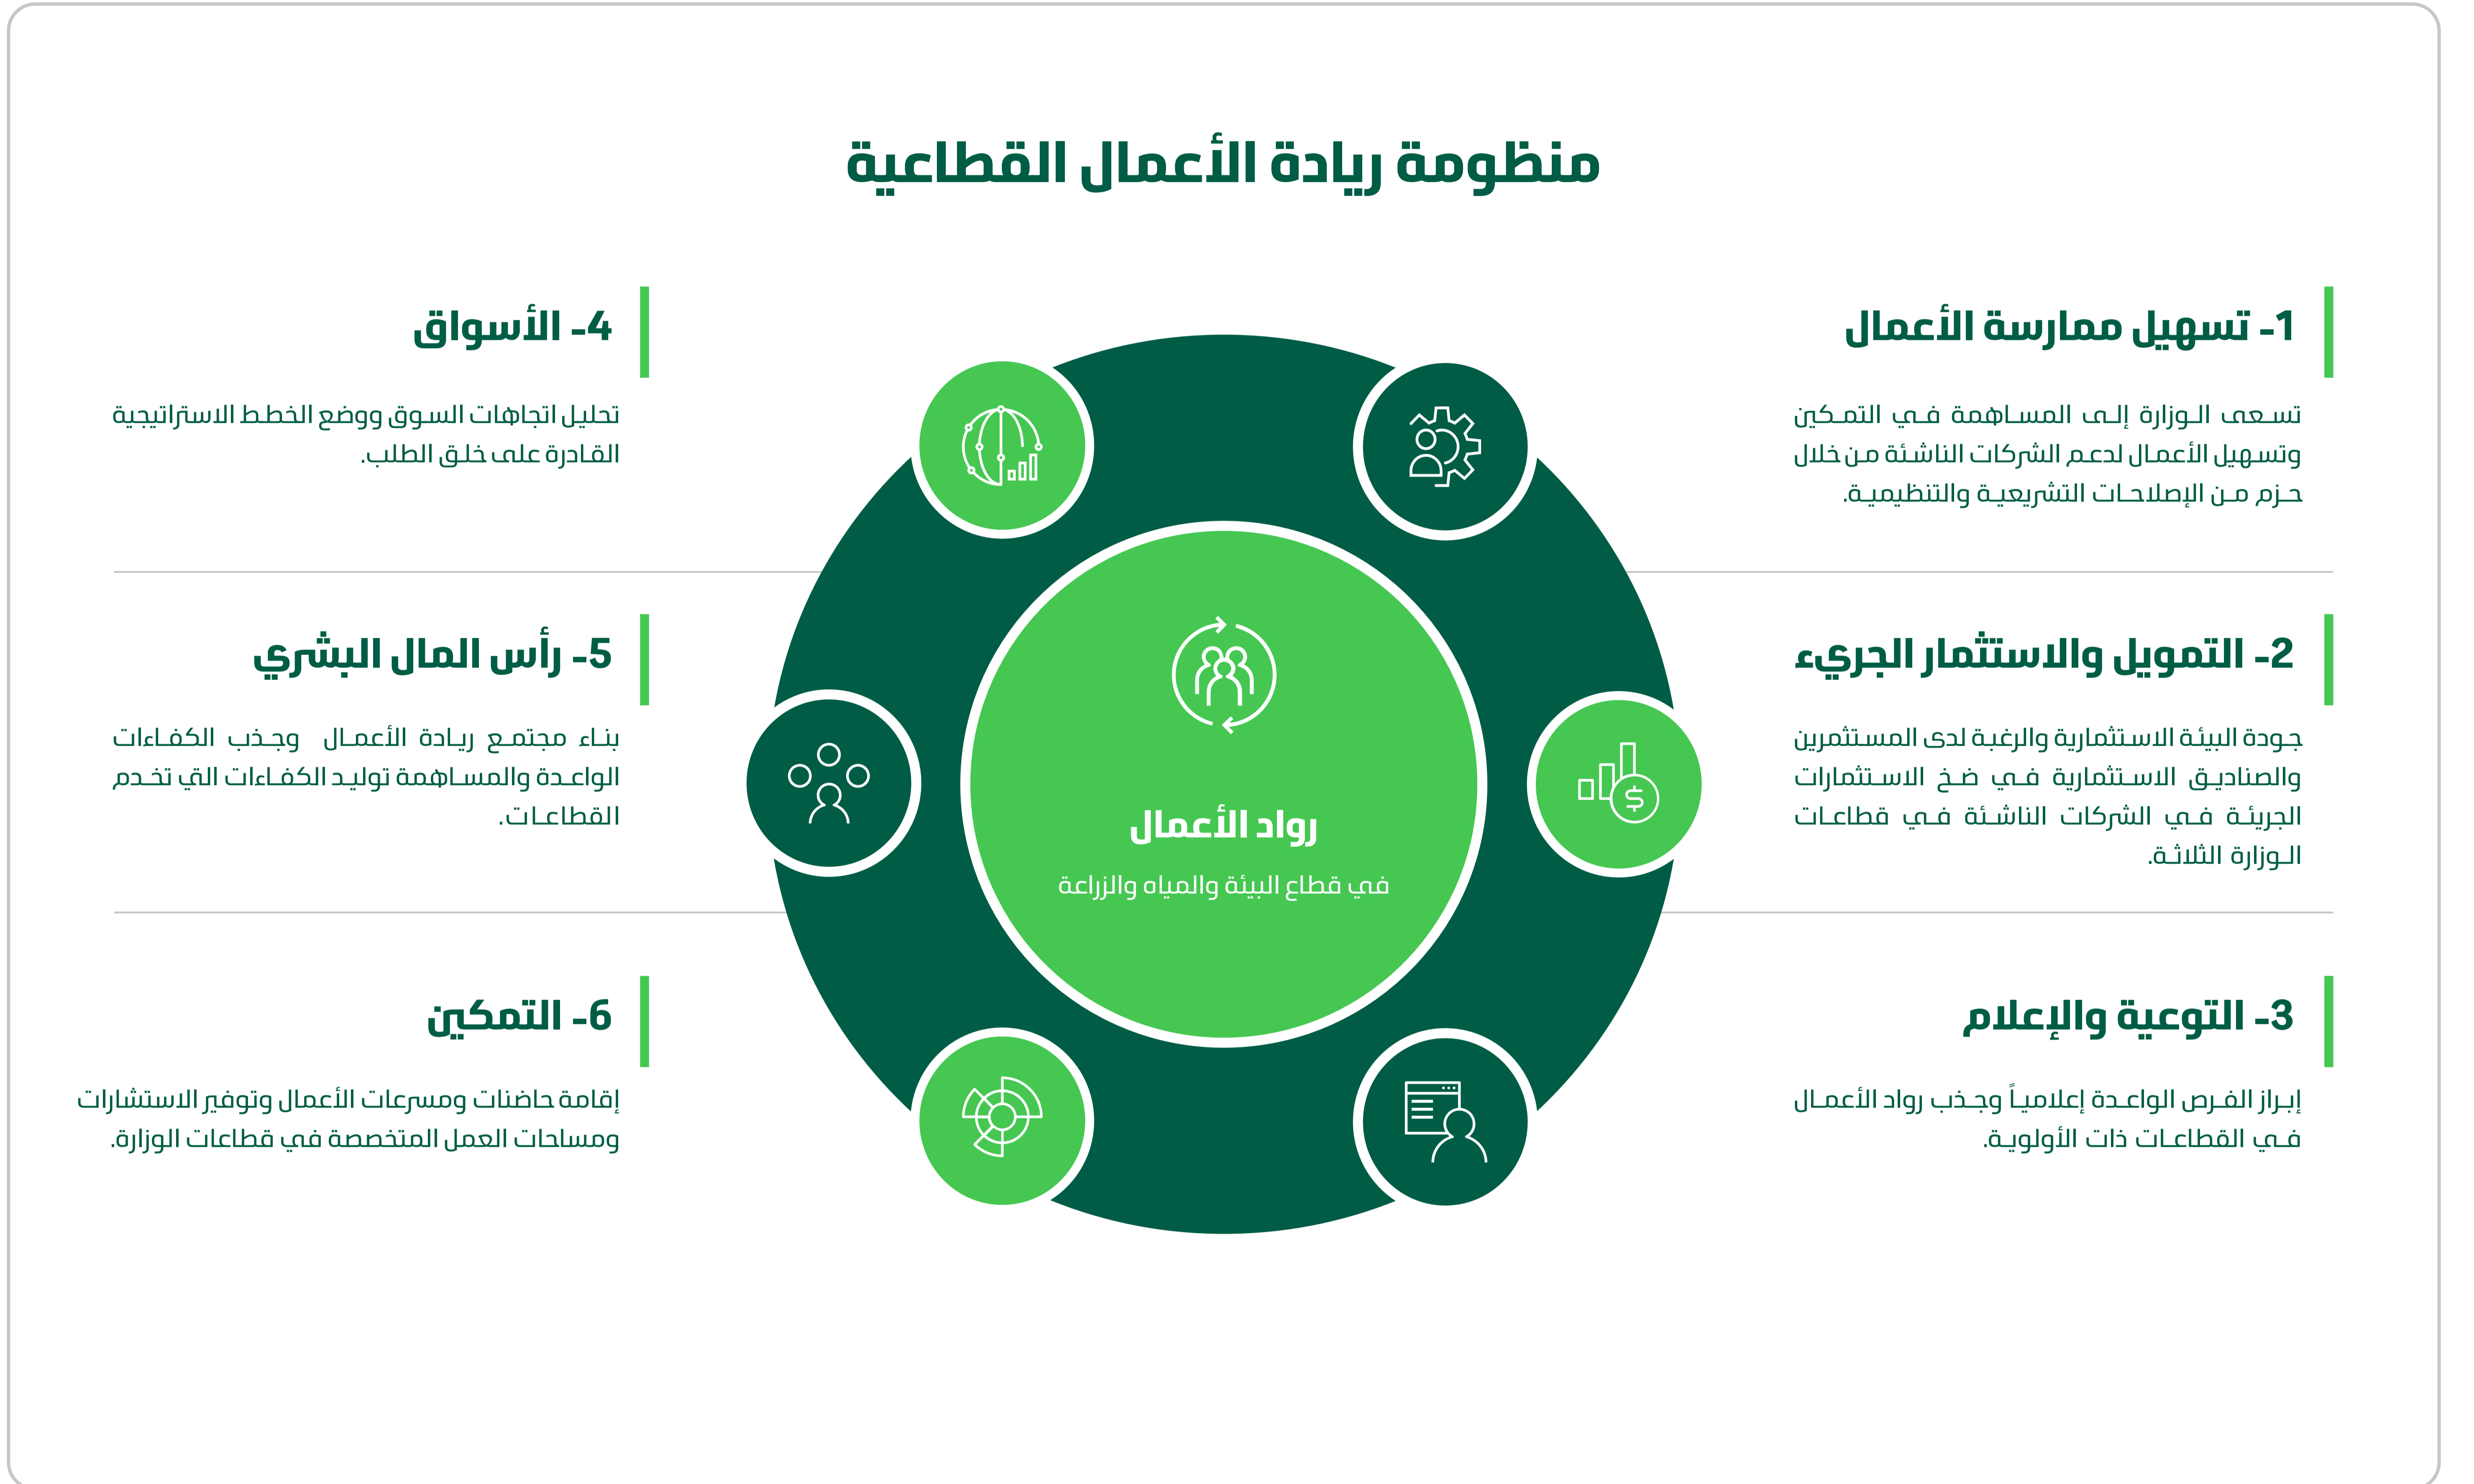 منظومة ريادة الأعمال القطاعية
1- تسهيل ممارسة الأعمال
تسعى الوزارة إلى المساهمة في التمكين
وتسهيل الأعمال لدعم الشركات الناشئة من خلال
حزم من الإصلاحات التشريعية والتنظيمية.
2- التمويل والاستثمار الجريء
جودة البيئة الاستثمارية والرغبة لدى المستثمرين
والصناديق الاستثمارية في ضخ الاستثمارات
الجريئة في الشركات الناشئة في قطاعات
الوزارة الثلاثة.
3- التوعية والإعلام
إبراز الفرص الواعدة إعلامياً وجذب رواد الأعمال
في القطاعات ذات الأولوية.
رواد الأعمال
في قطاع البيئة والمياه والزراعة
4- الأسواق
تحليل اتجاهات السوق ووضع الخطط الاستراتيجية
القادرة على خلق الطلب.
5- رأس المال البشري
بناء مجتمع ريادة الأعمال وجذب الكفاءات
الواعدة والمساهمة توليد الكفاءات التي تخدم
القطاعات.
6- التمكين
إقامة حاضنات ومسرعات الأعمال وتوفير الاستشارات
ومساحات العمل المتخصصة في قطاعات الوزارة.
$